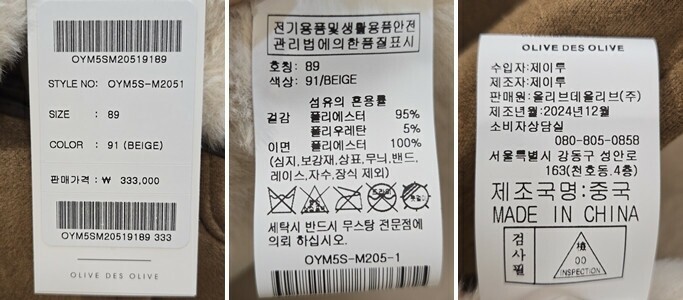 OYM5SM20519189
STYLE NO: OYM5S-M2051
SIZE : 89
COLOR : 91 (BEIGE)
판매가격 : ₩ 333,000
OYM5SM20519189 333
OLIVE DES OLIVE
전기용품및생활용품안전
관리법에의한품질표시
호칭: 89
색상: 91/BEIGE
섬유의 혼용률
겉감 폴리에스터 95%
폴리우레탄 5%
이면 폴리에스터 100%
(심지,보강재,상표,무늬,밴드,
레이스,자수,장식 제외)
세탁시 반드시 무스탕 전문점에
의뢰 하십시오.
OYM5S-M205-1
OLIVE DES OLIVE
수입자:제이투
제조자:제이투
판매원:올리브데올리브(주)
제조년월:2024년12월
소비자상담실
080-805-0858
서울특별시 강동구 성안로
163(천호동.4층)
제조국명:중국
MADE IN CHINA
검사필
檢
00
INSPECTION